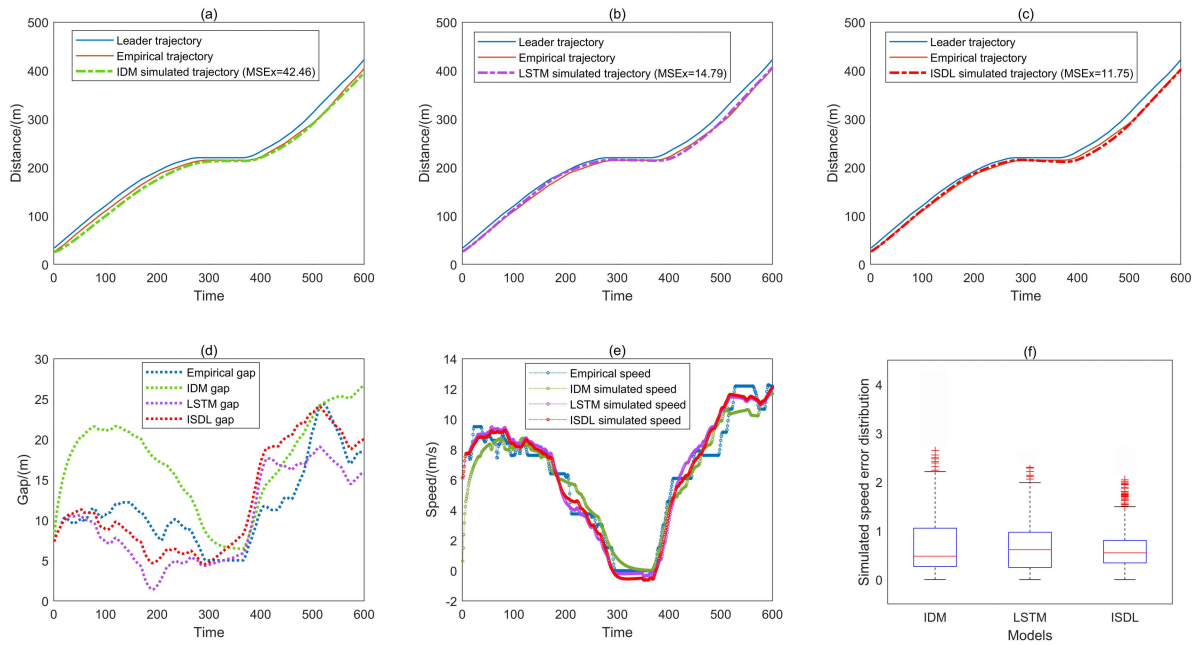 (a)
500
400
300
200
100
0
Distance/(m)
Leader trajectory
Empirical trajectory
IDM simulated trajectory (MSEx=42.46)
0 100 200 300 400 500 600
Time
(b)
500
400
300
200
100
0
Distance/(m)
Leader trajectory
Empirical trajectory
LSTM simulated trajectory (MSEx=14.79)
0 100 200 300 400 500 600
Time
(c)
500
400
300
200
100
0
Distance/(m)
Leader trajectory
Empirical trajectory
ISDL simulated trajectory (MSEx=11.75)
0 100 200 300 400 500 600
Time
(d)
30
25
20
15
10
5
0
Gap/(m)
Empirical gap
IDM gap
LSTM gap
ISDL gap
0 100 200 300 400 500 600
Time
(e)
14
12
10
8
6
4
2
0
-2
Speed/(m/s)
Empirical speed
IDM simulated speed
LSTM simulated speed
ISDL simulated speed
0 100 200 300 400 500 600
Time
(f)
4
3
2
1
0
Simulated speed error distribution
IDM LSTM ISDL
Models